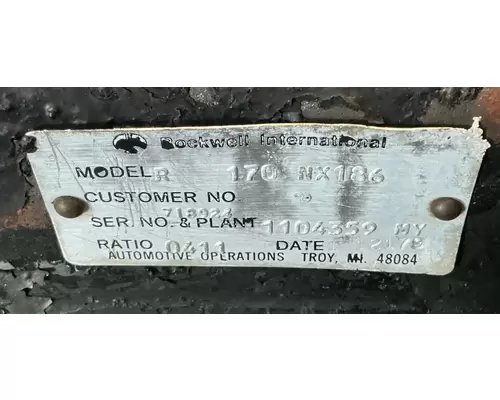 Rockwell International
MODEL R 170 NX186
CUSTOMER NO.
SER. NO. & PLANT 1104359 MY
RATIO 0411 DATE
AUTOMOTIVE OPERATIONS TROY, MI. 48084